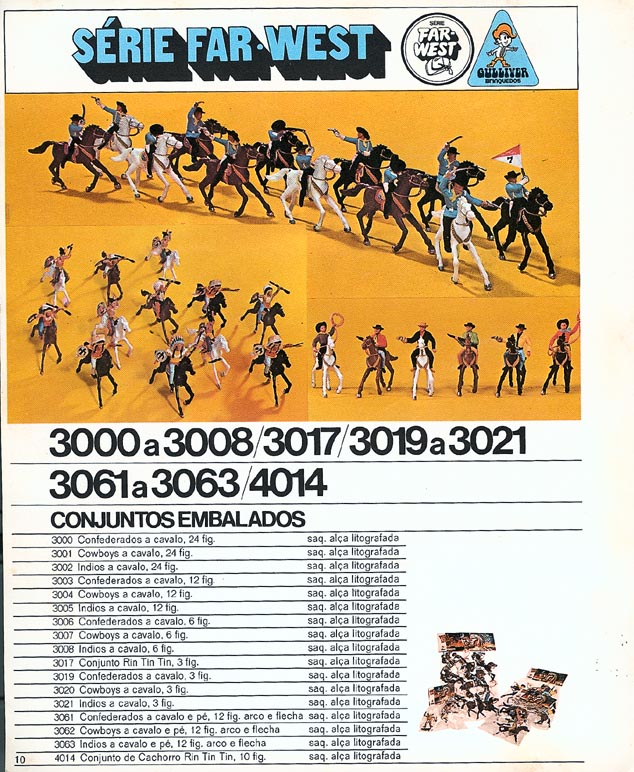 SÉRIE FAR-WEST
SÉRIE
FAR-
WEST
GULLIVER
BRINQUEDOS
7
3000 a 3008/3017/3019 a 3021
3061 a 3063/4014
CONJUNTOS EMBALADOS
3000 Confederados a cavalo, 24 fig. saq. alça litografada
3001 Cowboys a cavalo, 24 fig. saq. alça litografada
3002 Indios a cavalo, 24 fig. saq. alça litografada
3003 Confederados a cavalo, 12 fig. saq. alça litografada
3004 Cowboys a cavalo, 12 fig. saq. alça litografada
3005 Indios a cavalo, 12 fig. saq. alça litografada
3006 Confederados a cavalo, 6 fig. saq. alça litografada
3007 Cowboys a cavalo, 6 fig. saq. alça litografada
3008 Indios a cavalo, 6 fig. saq. alça litografada
3017 Conjunto Rin Tin Tin, 3 fig. saq. alça litografada
3019 Confederados a cavalo, 3 fig. saq. alça litografada
3020 Cowboys a cavalo, 3 fig. saq. alça litografada
3021 Indios a cavalo, 3 fig. saq. alça litografada
3061 Confederados a cavalo e pé, 12 fig. arco e flecha saq. alça litografada
3062 Cowboys a cavalo e pé, 12 fig. arco e flecha saq. alça litografada
3063 Indios a cavalo e pé, 12 fig. arco e flecha saq. alça litografada
4014 Conjunto de Cachorro Rin Tin Tin, 10 fig. saq. alça litografada
10